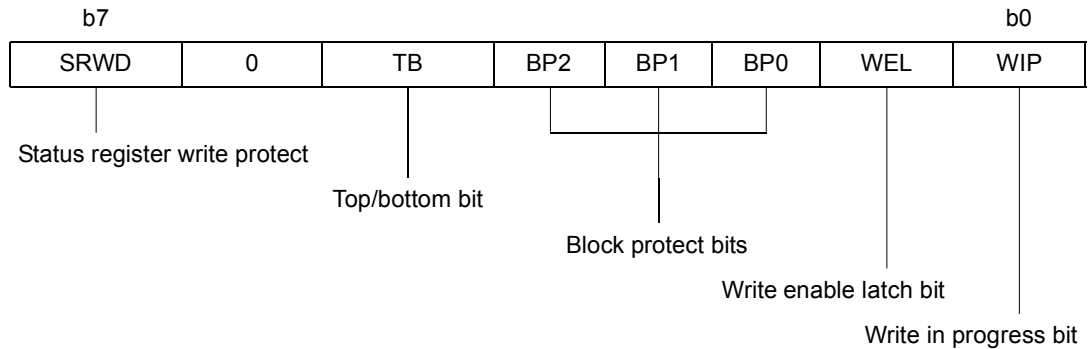 b7 b0
SRWD 0 TB BP2 BP1 BP0 WEL WIP
Status register write protect
Top/bottom bit
Block protect bits
Write enable latch bit
Write in progress bit